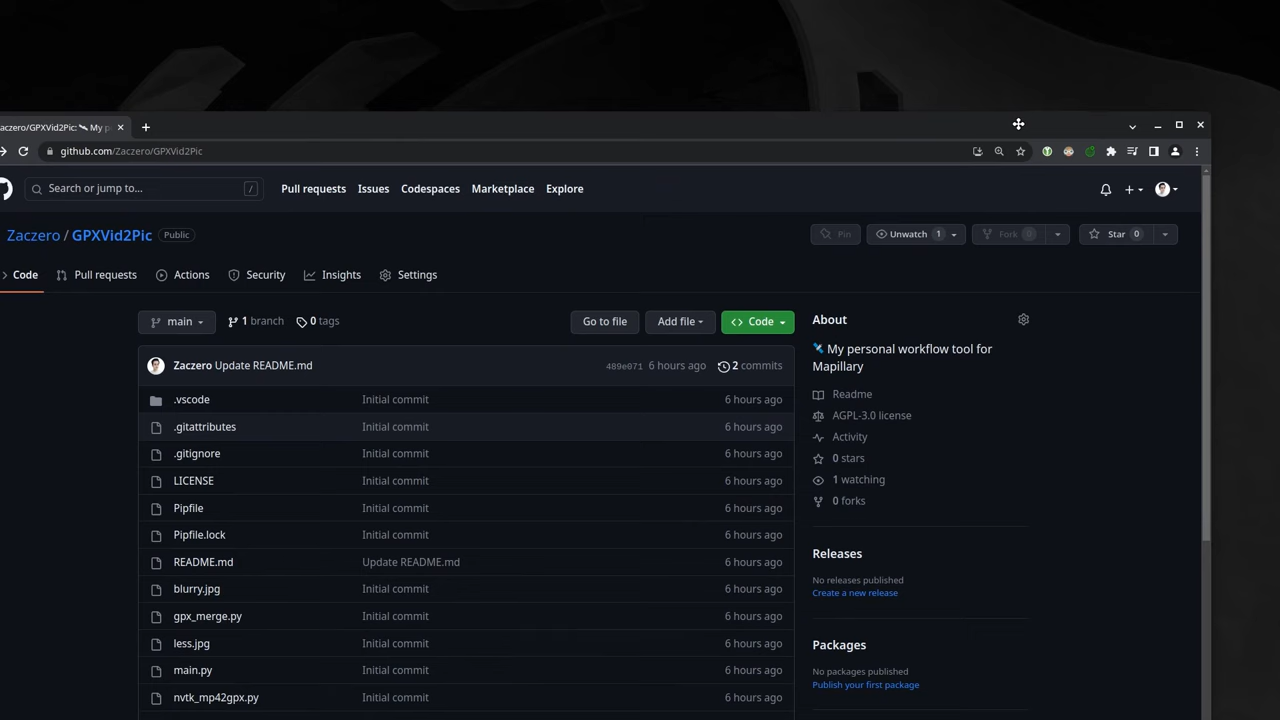 Zaczero/GPXVid2Pic: My p
github.com/Zaczero/GPXVid2Pic
Search or jump to... /
Pull requests Issues Codespaces Marketplace Explore
Zaczero / GPXVid2Pic Public
Pin Unwatch 1 Fork 0 Star 0
Code Pull requests Actions Security Insights Settings
main 1 branch 0 tags Go to file Add file Code
Zaczero Update README.md 489e071 6 hours ago 2 commits
.vscode Initial commit 6 hours ago
.gitattributes Initial commit 6 hours ago
.gitignore Initial commit 6 hours ago
LICENSE Initial commit 6 hours ago
Pipfile Initial commit 6 hours ago
Pipfile.lock Initial commit 6 hours ago
README.md Update README.md 6 hours ago
blurry.jpg Initial commit 6 hours ago
gpx_merge.py Initial commit 6 hours ago
less.jpg Initial commit 6 hours ago
main.py Initial commit 6 hours ago
nvtk_mp42gpx.py Initial commit 6 hours ago
About
My personal workflow tool for
Mapillary
Readme
AGPL-3.0 license
Activity
0 stars
1 watching
0 forks
Releases
No releases published
Create a new release
Packages
No packages published
Publish your first package